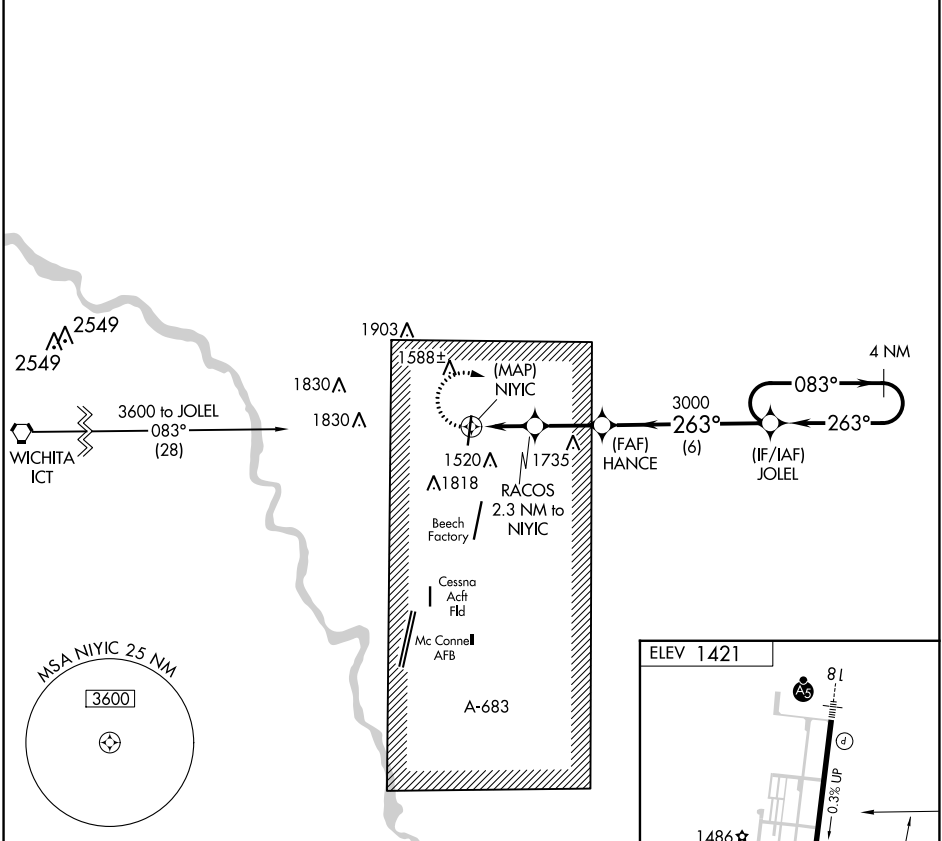 2549
2549
1903
1588±
(MAP)
NIYIC
4 NM
1830
083°
3600 to JOLEL
083°
(28)
1830
3000
263°
(6)
263°
WICHITA
ICT
1520
1735
(FAF)
HANCE
(IF/IAF)
JOLEL
1818
RACOS
2.3 NM to
NIYIC
Beech
Factory
Cessna
Acft
Fld
Mc Connell
AFB
MSA NIYIC 25 NM
3600
A-683
ELEV 1421
A5
18
P
0.3% UP
1486